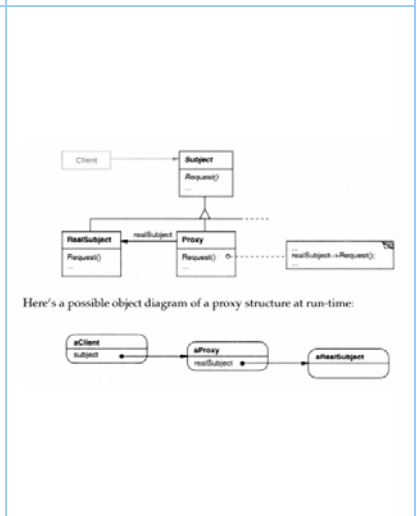 Client
Subject
Request()
...
RealSubject
Request()
...
realSubject
Proxy
Request()
...
...
realSubject->Request();
...
Here's a possible object diagram of a proxy structure at run-time:
aClient
subject
aProxy
realSubject
aRealSubject